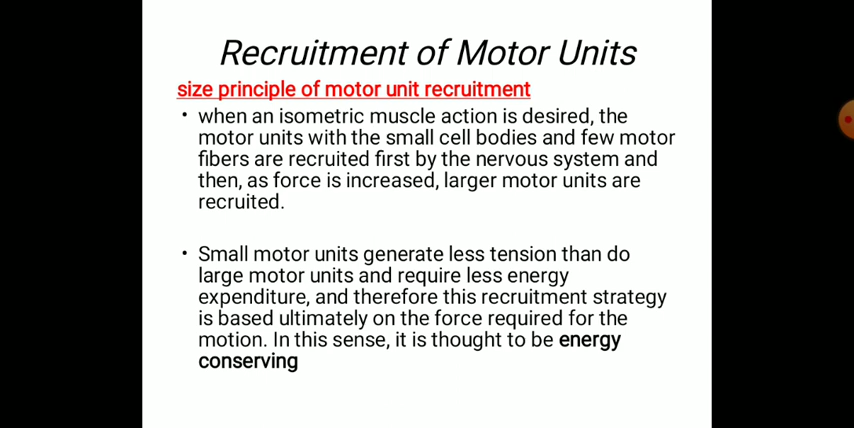 Recruitment of Motor Units
size principle of motor unit recruitment
• when an isometric muscle action is desired, the
motor units with the small cell bodies and few motor
fibers are recruited first by the nervous system and
then, as force is increased, larger motor units are
recruited.
• Small motor units generate less tension than do
large motor units and require less energy
expenditure, and therefore this recruitment strategy
is based ultimately on the force required for the
motion. In this sense, it is thought to be energy
conserving